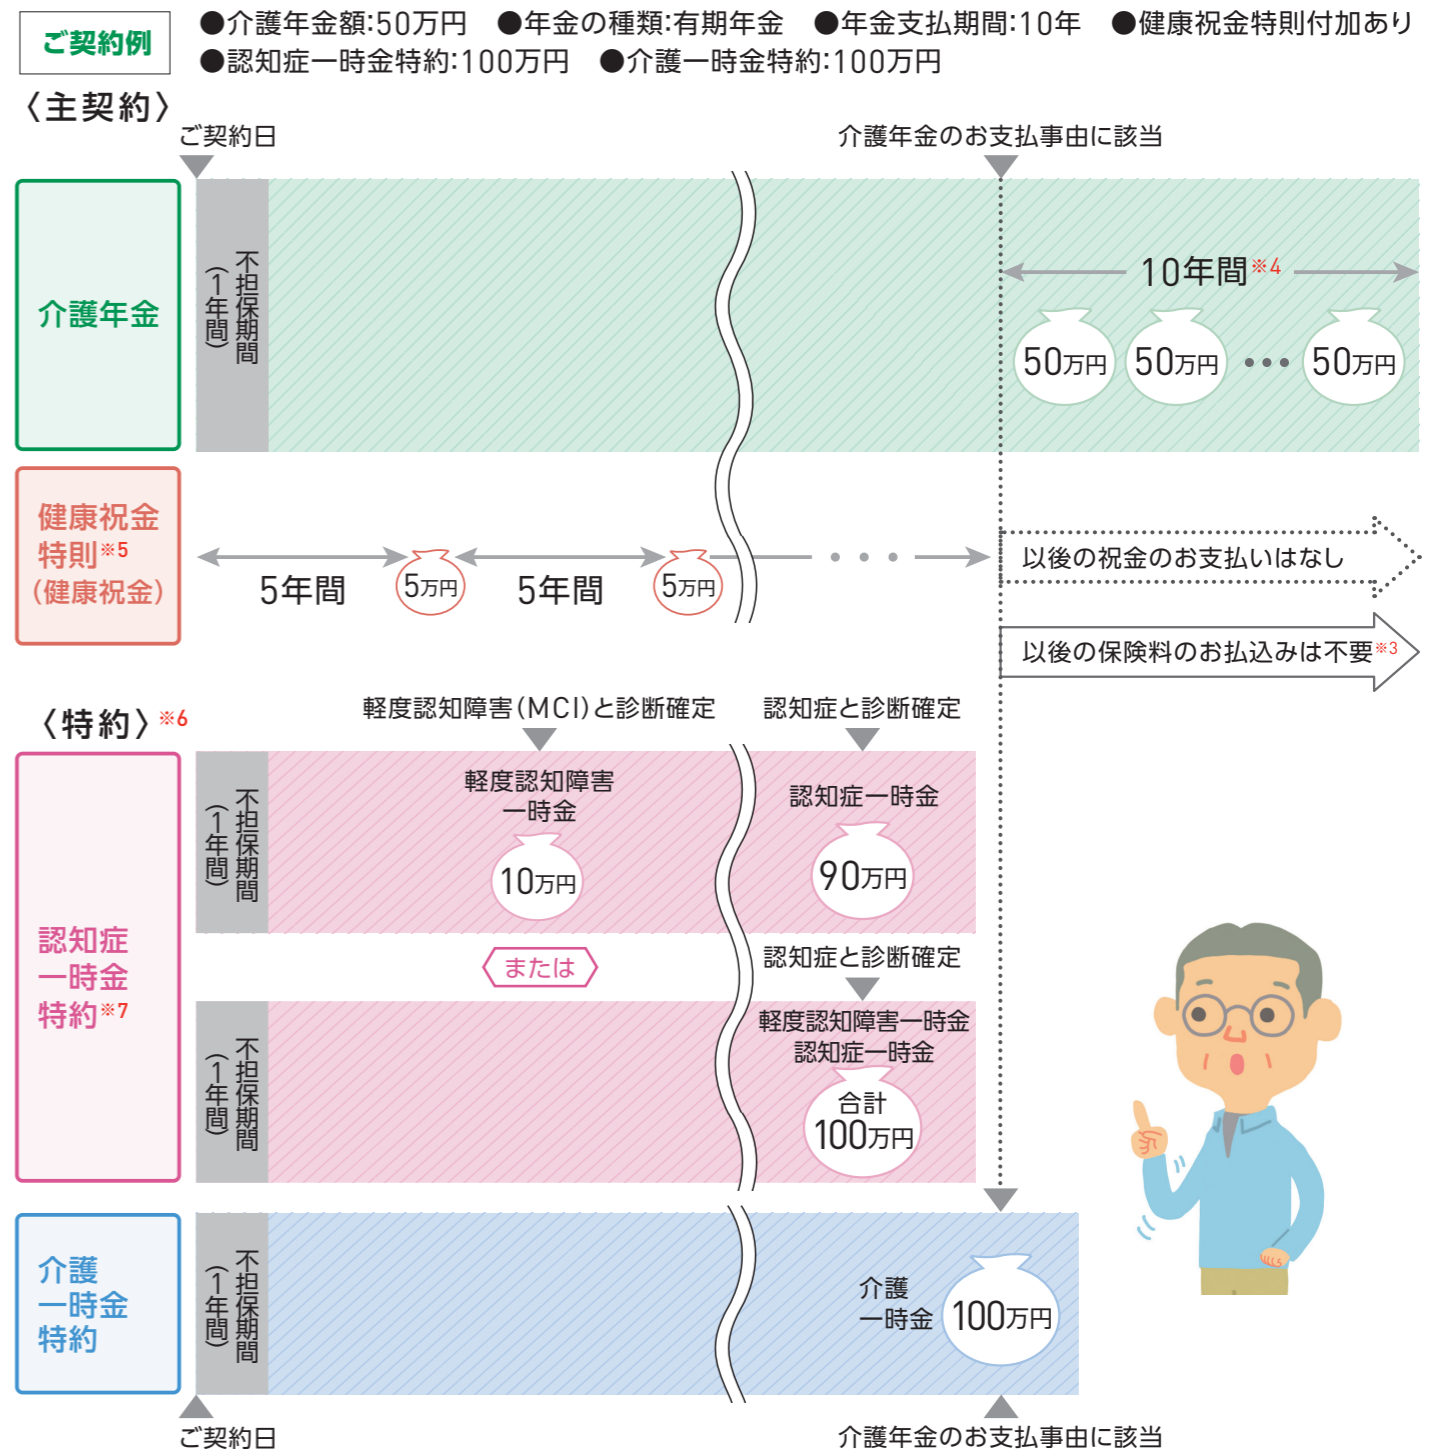 ご契約例
●介護年金額:50万円 ●年金の種類:有期年金 ●年金支払期間:10年 ●健康祝金特則付加あり
●認知症一時金特約:100万円 ●介護一時金特約:100万円
〈主契約〉
ご契約日
介護年金のお支払事由に該当
介護年金
不担保期間
(1年間)
10年間※4
50万円 50万円 ••• 50万円
健康祝金
特則※5
(健康祝金)
5年間 5万円 5年間 5万円 •••
以後の祝金のお支払いはなし
以後の保険料のお払込みは不要※3
〈特約〉※6
軽度認知障害(MCI)と診断確定
認知症と診断確定
認知症
一時金
特約※7
不担保期間
(1年間)
軽度認知障害
一時金
10万円
認知症一時金
90万円
または
認知症と診断確定
不担保期間
(1年間)
軽度認知障害一時金
認知症一時金
合計
100万円
介護
一時金
特約
不担保期間
(1年間)
介護
一時金
100万円
ご契約日
介護年金のお支払事由に該当